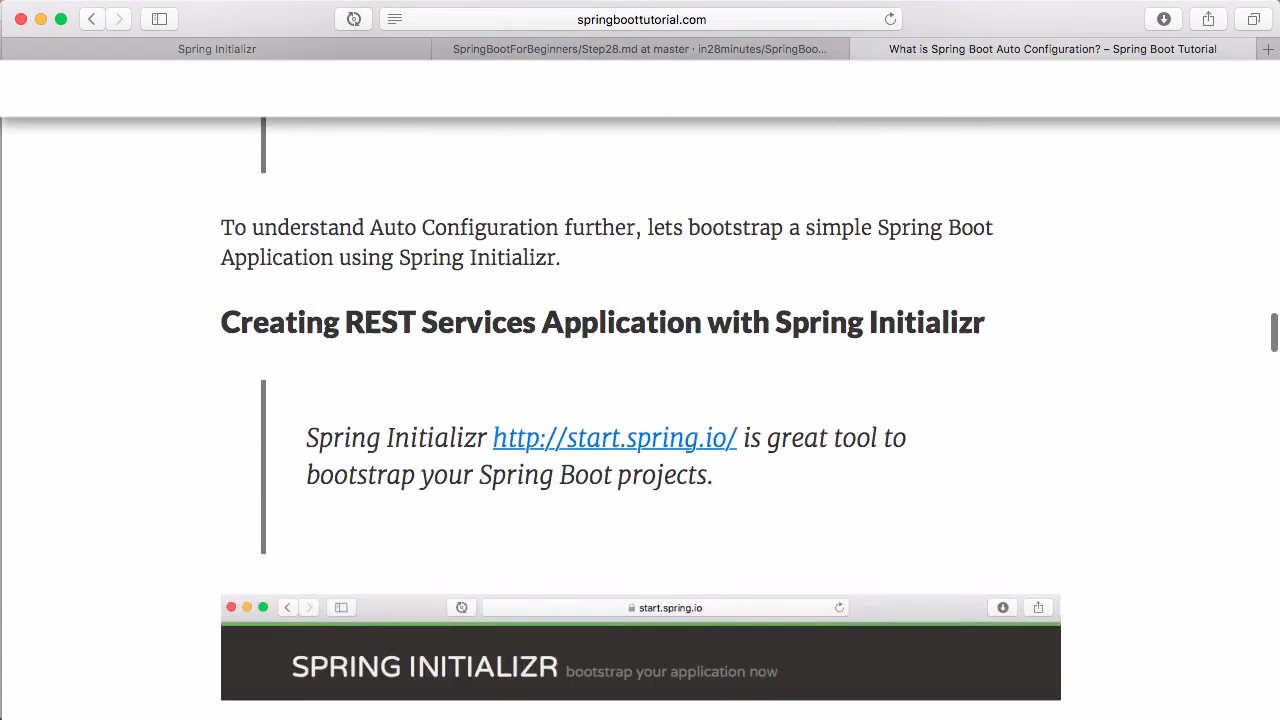 springboottutorial.com
Spring Initializr
SpringBootForBeginners/Step28.md at master · in28minutes/SpringBoo...
What is Spring Boot Auto Configuration? – Spring Boot Tutorial
To understand Auto Configuration further, lets bootstrap a simple Spring Boot
Application using Spring Initializr.
Creating REST Services Application with Spring Initializr
Spring Initializr http://start.spring.io/ is great tool to
bootstrap your Spring Boot projects.
start.spring.io
SPRING INITIALIZR bootstrap your application now